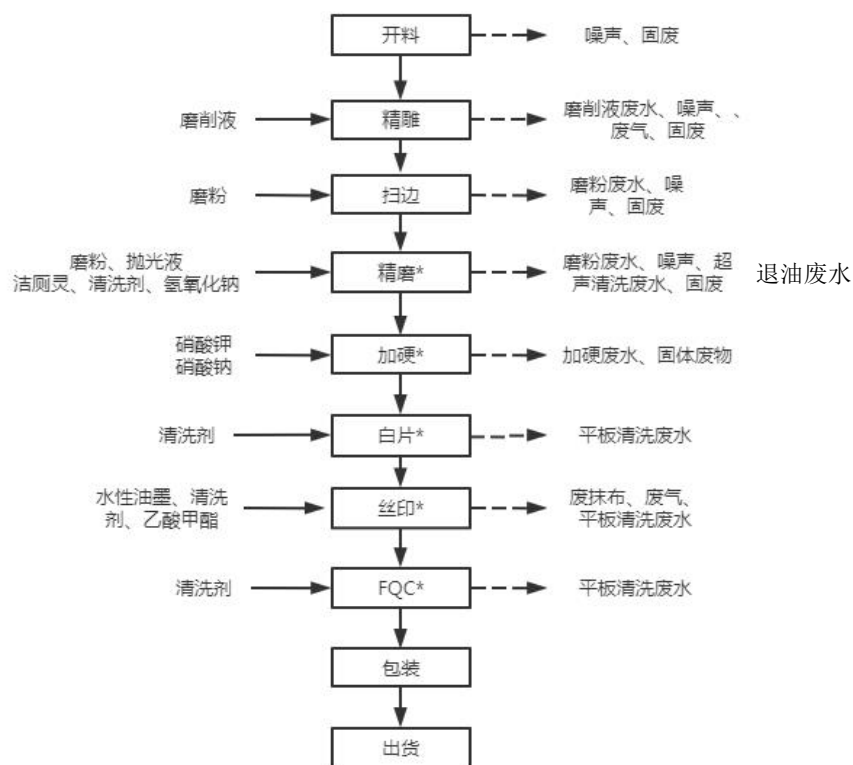 开料
噪声、固废
磨削液
精雕
磨削液废水、噪声、、
废气、固废
磨粉
扫边
磨粉废水、噪
声、固废
磨粉、抛光液
洁厕灵、清洗剂、氢氧化钠
精磨*
磨粉废水、噪声、超
声清洗废水、固废
退油废水
硝酸钾
硝酸钠
加硬*
加硬废水、固体废物
清洗剂
白片*
平板清洗废水
水性油墨、清洗
剂、乙酸甲酯
丝印*
废抹布、废气、
平板清洗废水
清洗剂
FQC*
平板清洗废水
包装
出货